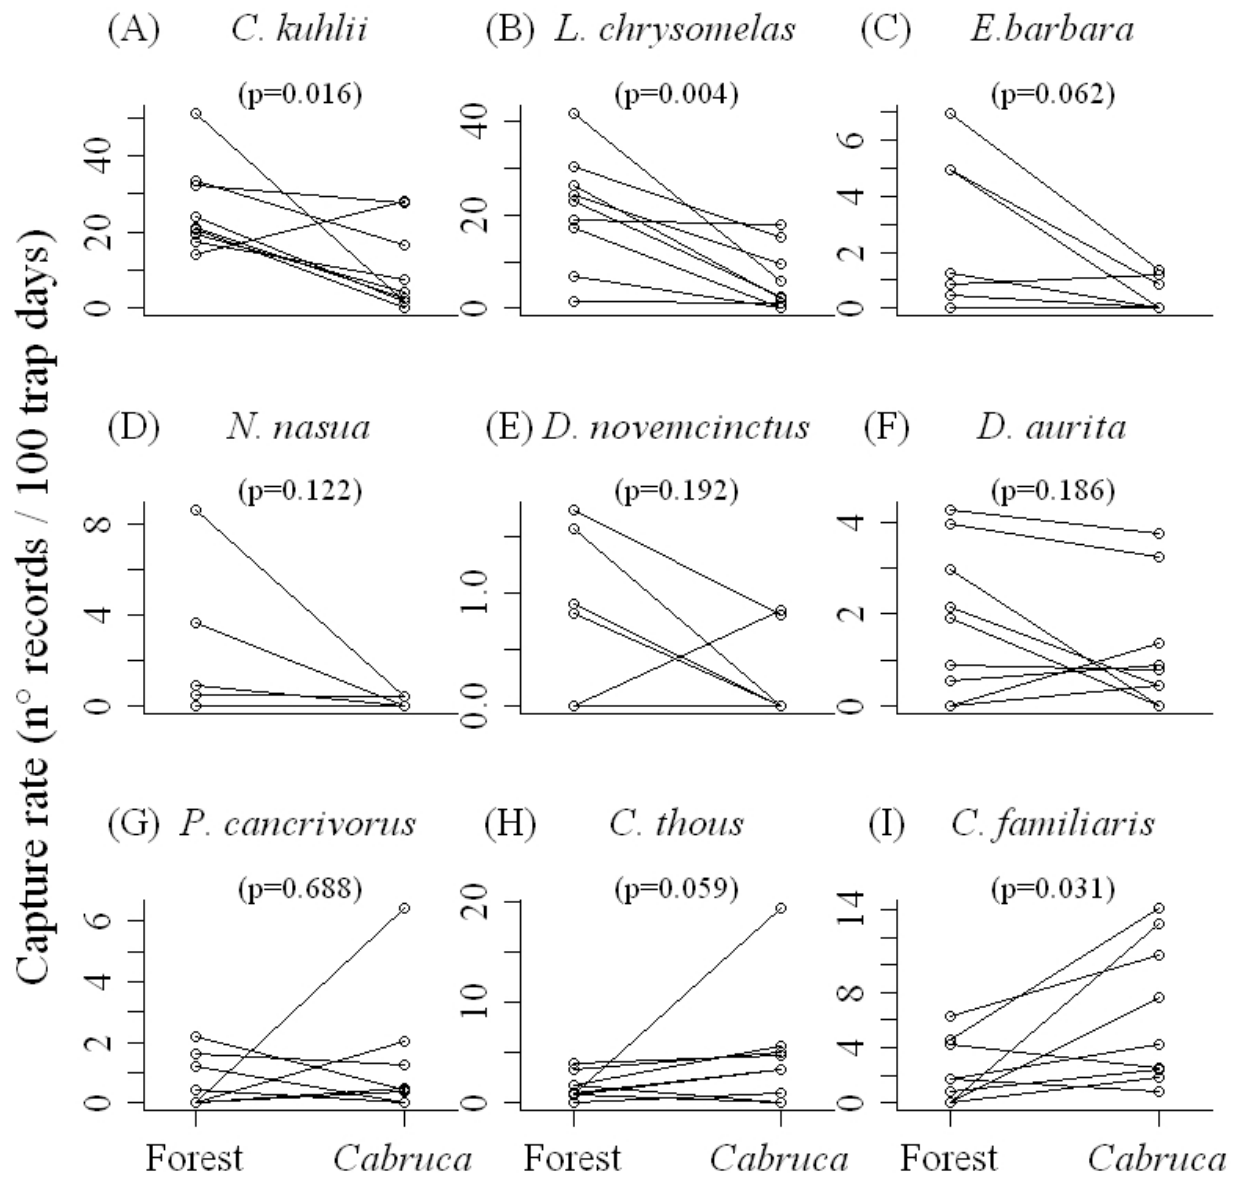 (A) C. kuhlii
(p=0.016)
40
20
0
(B) L. chrysomelas
(p=0.004)
40
20
0
(C) E.barbara
(p=0.062)
6
4
2
0
(D) N. nasua
(p=0.122)
8
4
0
(E) D. novemcinctus
(p=0.192)
1.0
0.0
(F) D. aurita
(p=0.186)
4
2
0
(G) P. cancrivorus
(p=0.688)
6
4
2
0
Forest Cabruca
(H) C. thous
(p=0.059)
20
10
0
Forest Cabruca
(I) C. familiaris
(p=0.031)
14
8
4
0
Forest Cabruca
Capture rate (n° records / 100 trap days)